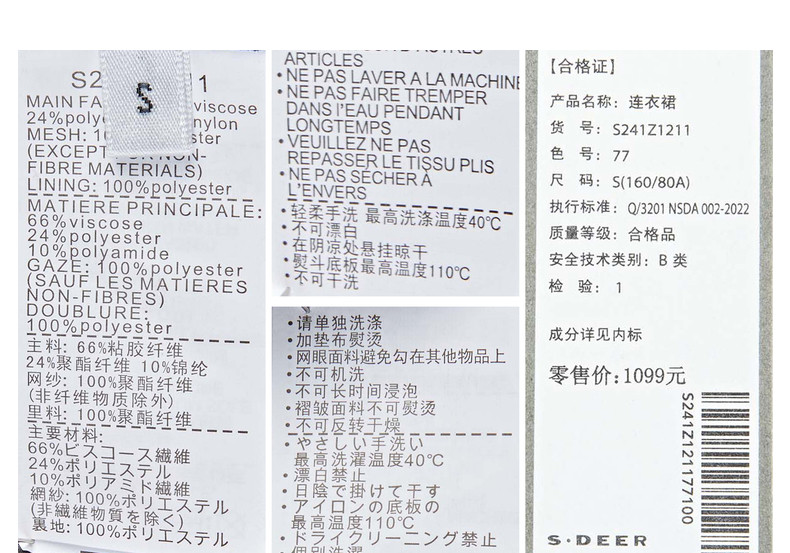 S
S2
MAIN FA viscose
24%poly nylon
MESH:
(EXCEPT NON-
FIBRE MATERIALS)
LINING: 100%polyester
MATIERE PRINCIPALE:
66%viscose
24%polyester
10%polyamide
GAZE: 100%polyester
(SAUF LES MATIERES
NON-FIBRES)
DOUBLURE:
100%polyester
主料: 66%粘胶纤维
24%聚酯纤维 10%锦纶
网纱: 100%聚酯纤维
(非纤维物质除外)
里料: 100%聚酯纤维
主要材料:
66%ビスコース繊維
24%ポリエステル
10%ポリアミド繊維
網紗: 100%ポリエステル
(非繊維物質を除く)
裏地: 100%ポリエステル
ARTICLES
•NE PAS LAVER A LA MACHINE
•NE PAS FAIRE TREMPER
DANS l'EAU PENDANT
LONGTEMPS
•VEUILLEZ NE PAS
REPASSER LE TISSU PLIS
•NE PAS SÉCHER À
L'ENVERS
•轻柔手洗 最高洗涤温度40℃
•不可漂白
•在阴凉处悬挂晾干
•熨斗底板最高温度110℃
•不可干洗
•请单独洗涤
•加垫布熨烫
•网眼面料避免勾在其他物品上
•不可机洗
•不可长时间浸泡
•褶皱面料不可熨烫
•不可反转干燥
•やさしい手洗い
最高洗濯温度40℃
•漂白禁止
•日陰で掛けて干す
•アイロンの底板の
最高温度110℃
•ドライクリーニング禁止
【合格证】
产品名称: 连衣裙
货 号: S241Z1211
色 号: 77
尺 码: S(160/80A)
执行标准: Q/3201 NSDA 002-2022
质量等级: 合格品
安全技术类别: B 类
检 验: 1
成分详见内标
零售价:1099元
S241Z121177100
S·DEER